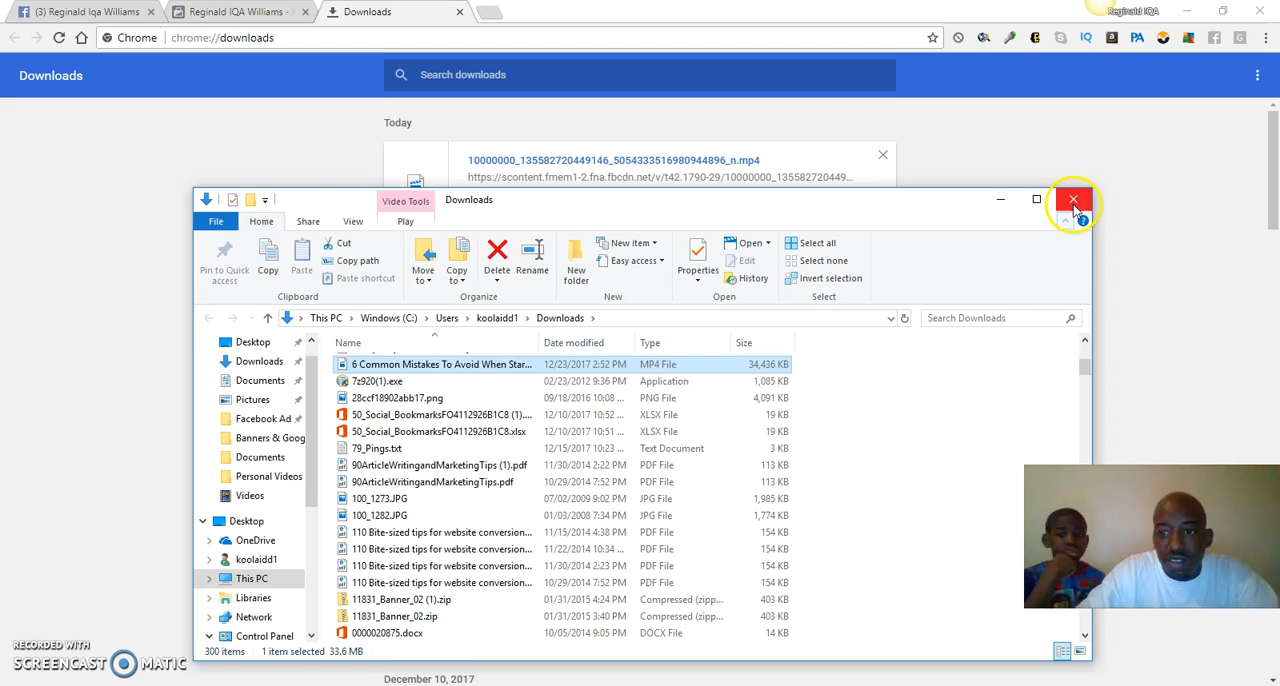 (3) Reginald Iqa Williams
Reginald IQA Williams -
Downloads
Reginald IQA
Chrome
chrome://downloads
IQ
PA
Downloads
Search downloads
Today
10000000_135582720449146_5054333516980944896_n.mp4
https://scontent.fmem1-2.fna.fbcdn.net/v/t42.1790-29/10000000_135582720449...
Video Tools
Downloads
File
Home
Share
View
Play
Pin to Quick access
Copy
Paste
Cut
Copy path
Paste shortcut
Clipboard
Move to
Copy to
Delete
Rename
Organize
New folder
New item
Easy access
New
Properties
Open
Edit
History
Open
Select all
Select none
Invert selection
Select
This PC > Windows (C:) > Users > koolaidd1 > Downloads >
Search Downloads
Desktop
Downloads
Documents
Pictures
Facebook Ad
Banners & Goog
Documents
Personal Videos
Videos
Desktop
OneDrive
koolaidd1
This PC
Libraries
Network
Control Panel
Name Date modified Type Size
6 Common Mistakes To Avoid When Star... 12/23/2017 2:52 PM MP4 File 34,436 KB
7z920(1).exe 02/23/2012 9:36 PM Application 1,085 KB
28ccf18902abb17.png 09/18/2016 10:08 ... PNG File 4,091 KB
50_Social_BookmarksFO4112926B1C8 (1).... 12/10/2017 10:52 ... XLSX File 19 KB
50_Social_BookmarksFO4112926B1C8.xlsx 12/10/2017 10:51 ... XLSX File 19 KB
79_Pings.txt 12/15/2017 10:23 ... Text Document 3 KB
90ArticleWritingandMarketingTips (1).pdf 11/30/2014 2:22 PM PDF File 113 KB
90ArticleWritingandMarketingTips.pdf 10/29/2014 7:52 PM PDF File 113 KB
100_1273.JPG 07/02/2009 9:02 PM JPG File 1,985 KB
100_1282.JPG 01/03/2008 7:34 PM JPG File 1,774 KB
110 Bite-sized tips for website conversion... 11/15/2014 4:38 PM PDF File 154 KB
110 Bite-sized tips for website conversion... 11/22/2014 10:34 ... PDF File 154 KB
110 Bite-sized tips for website conversion... 11/30/2014 2:23 PM PDF File 154 KB
110 Bite-sized tips for website conversion... 10/29/2014 7:52 PM PDF File 154 KB
11831_Banner_02 (1).zip 01/31/2015 4:24 PM Compressed (zipp... 403 KB
11831_Banner_02.zip 01/31/2015 3:40 PM Compressed (zipp... 403 KB
0000020875.docx 10/05/2014 9:05 PM DOCX File 14 KB
300 items 1 item selected 33.6 MB
December 10, 2017
RECORDED WITH
SCREENCAST MATIC